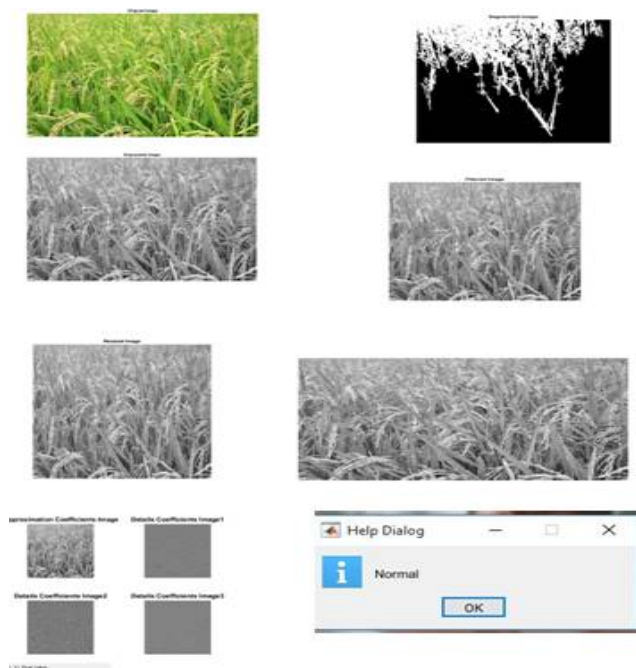 Original Image
Segmented Image
Grayscale Image
Filtered Image
Resized Image
pproximation Coefficients Image
Details Coefficients Image1
Details Coefficients Image2
Details Coefficients Image3
Help Dialog
Normal
OK